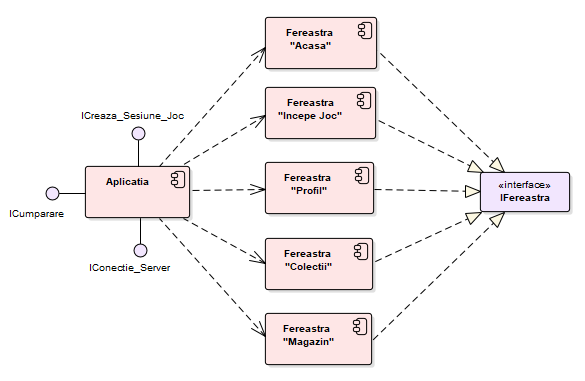 Fereastra
"Acasa"
ICreaza_Sesiune_Joc
Fereastra
"Incepe Joc"
Aplicatia
Fereastra
"Profil"
«interface»
IFereastra
ICumparare
IConectie_Server
Fereastra
"Colectii"
Fereastra
"Magazin"